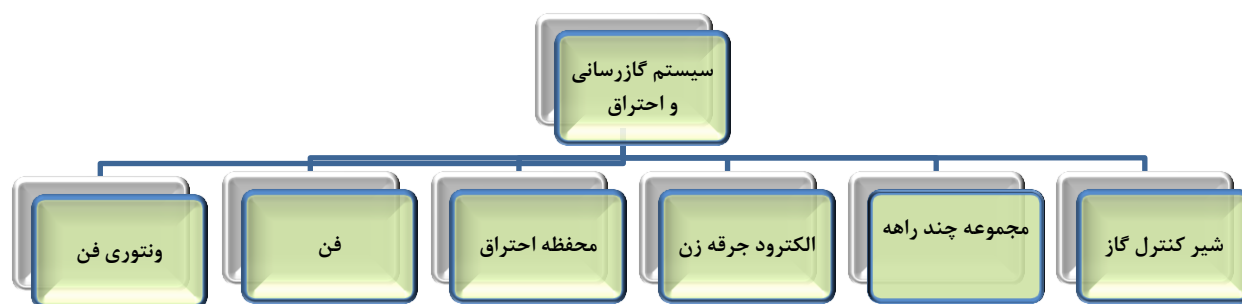 سیستم گازرسانی
و احتراق
شیر کنترل گاز
مجموعه چند راهه
الکترود جرقه زن
محفظه احتراق
فن
ونتوری فن